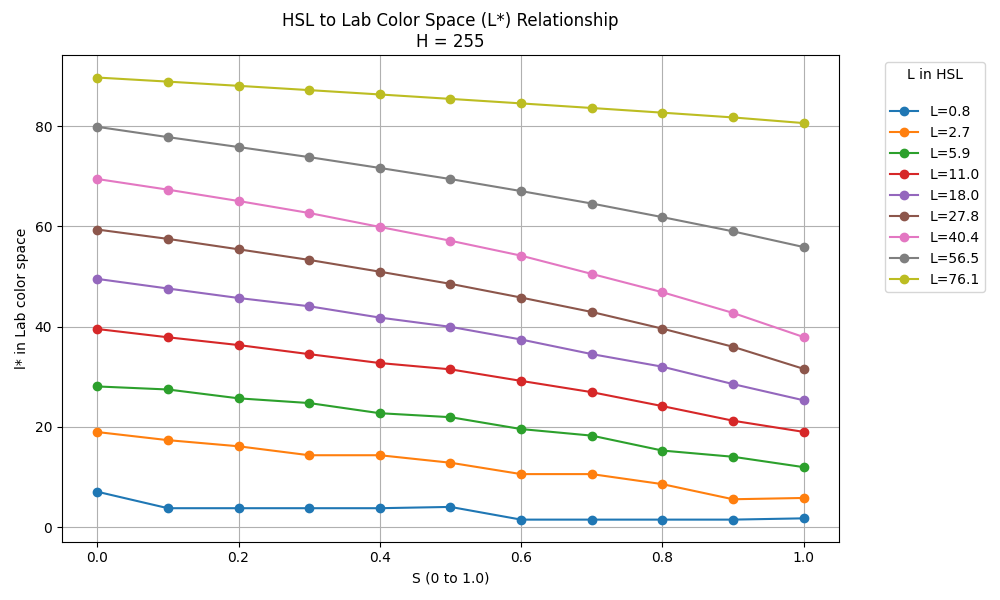 HSL to Lab Color Space (L*) Relationship
H = 255
l* in Lab color space
80
60
40
20
0
0.0 0.2 0.4 0.6 0.8 1.0
S (0 to 1.0)
L in HSL
L=0.8
L=2.7
L=5.9
L=11.0
L=18.0
L=27.8
L=40.4
L=56.5
L=76.1